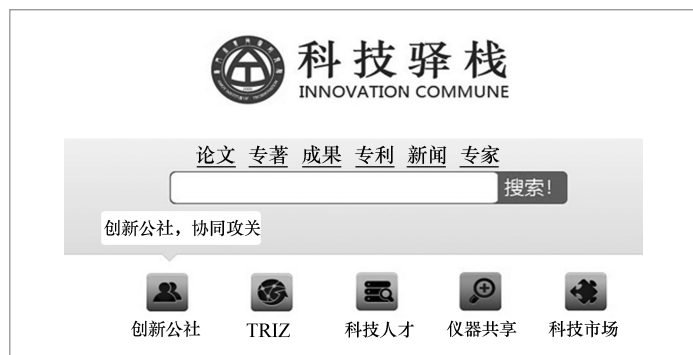 科技驿栈
INNOVATION COMMUNE
论文 专著 成果 专利 新闻 专家
搜索!
创新公社，协同攻关
创新公社 TRIZ 科技人才 仪器共享 科技市场